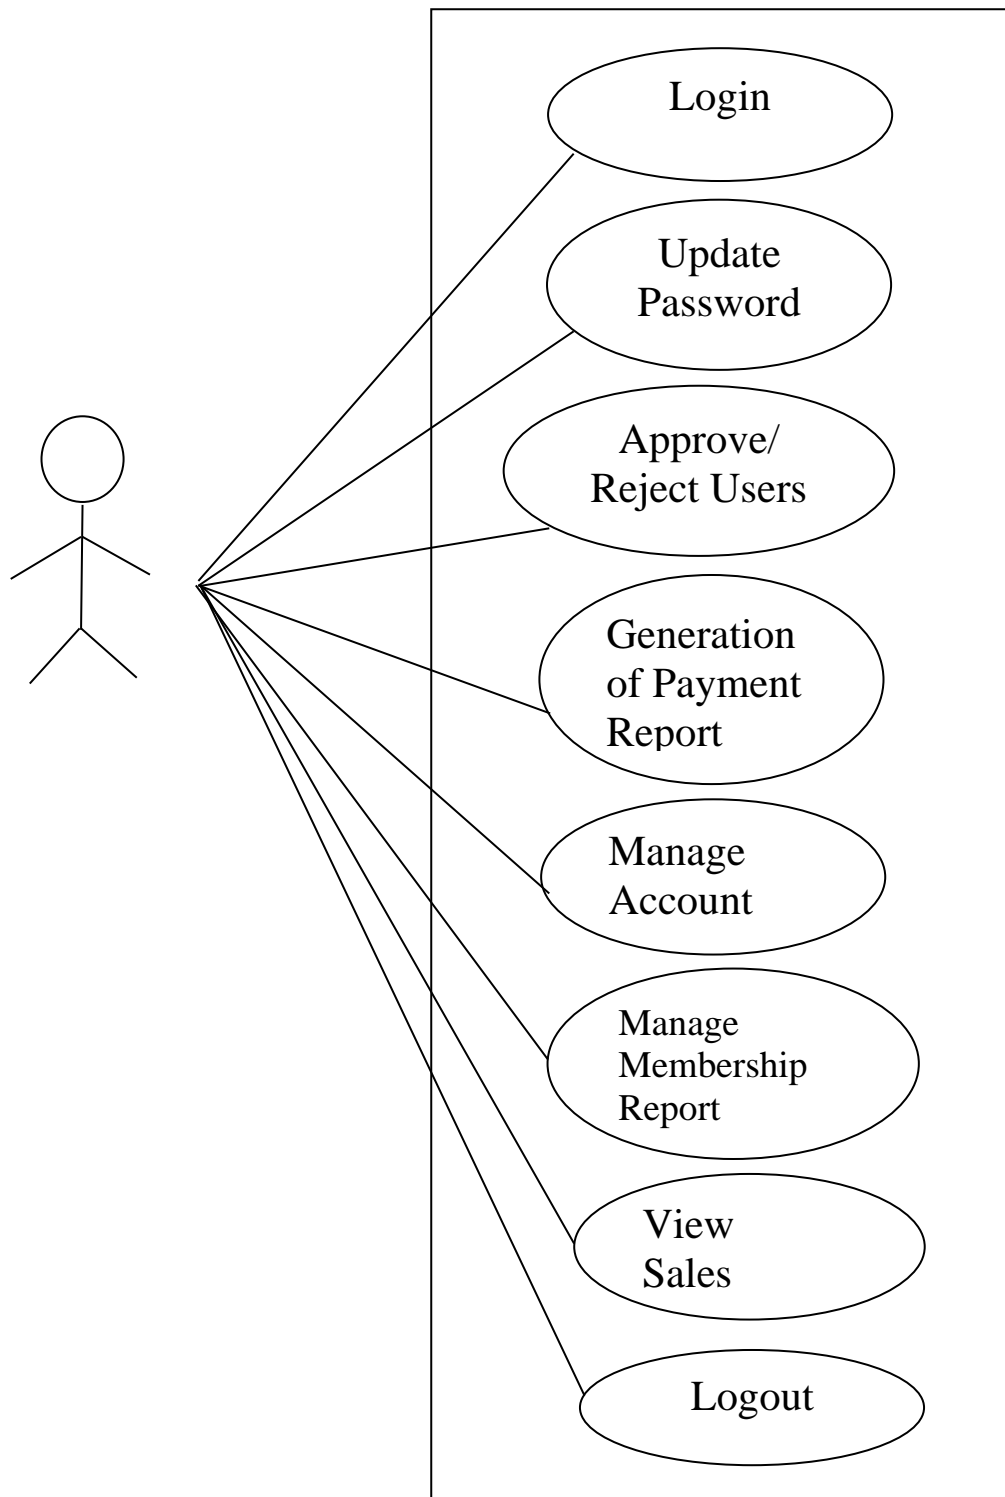 Login
Update
Password
Approve/
Reject Users
Generation
of Payment
Report
Manage
Account
Manage
Membership
Report
View
Sales
Logout